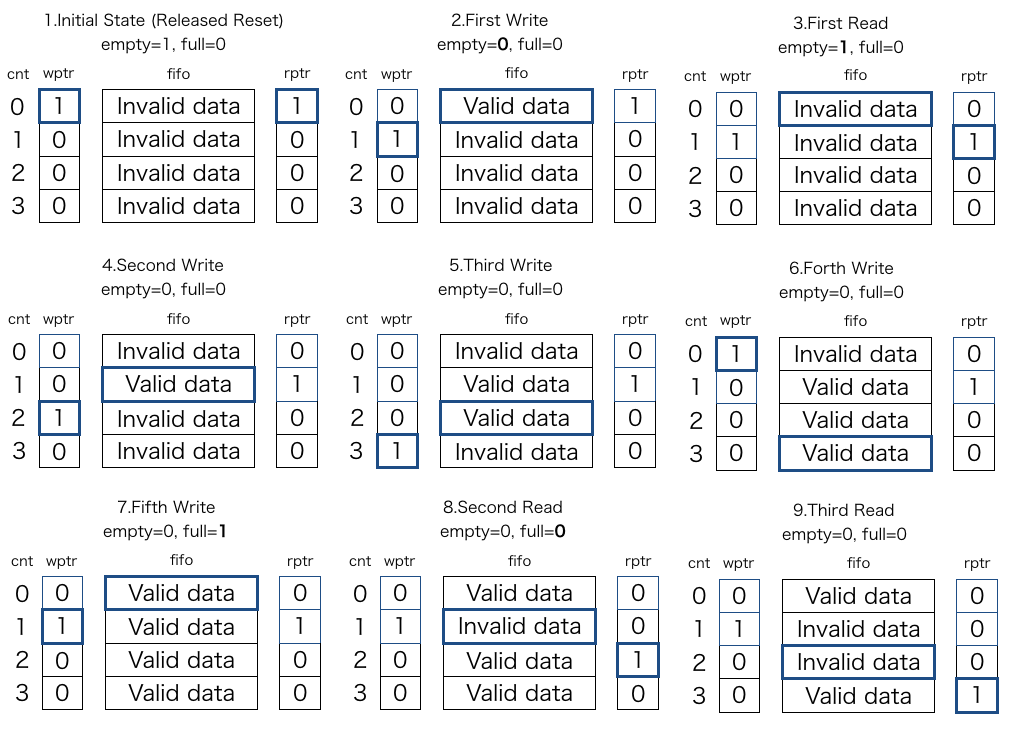 1.Initial State (Released Reset)
empty=1, full=0
cnt wptr fifo rptr
0 1 Invalid data 1
1 0 Invalid data 0
2 0 Invalid data 0
3 0 Invalid data 0
2.First Write
empty=0, full=0
cnt wptr fifo rptr
0 0 Valid data 1
1 1 Invalid data 0
2 0 Invalid data 0
3 0 Invalid data 0
3.First Read
empty=1, full=0
cnt wptr fifo rptr
0 0 Invalid data 0
1 1 Invalid data 1
2 0 Invalid data 0
3 0 Invalid data 0
4.Second Write
empty=0, full=0
cnt wptr fifo rptr
0 0 Invalid data 0
1 0 Valid data 1
2 1 Invalid data 0
3 0 Invalid data 0
5.Third Write
empty=0, full=0
cnt wptr fifo rptr
0 0 Invalid data 0
1 0 Valid data 1
2 0 Valid data 0
3 1 Invalid data 0
6.Forth Write
empty=0, full=0
cnt wptr fifo rptr
0 1 Invalid data 0
1 0 Valid data 1
2 0 Valid data 0
3 0 Valid data 0
7.Fifth Write
empty=0, full=1
cnt wptr fifo rptr
0 0 Valid data 0
1 1 Valid data 1
2 0 Valid data 0
3 0 Valid data 0
8.Second Read
empty=0, full=0
cnt wptr fifo rptr
0 0 Valid data 0
1 1 Invalid data 0
2 0 Valid data 1
3 0 Valid data 0
9.Third Read
empty=0, full=0
cnt wptr fifo rptr
0 0 Valid data 0
1 1 Invalid data 0
2 0 Invalid data 0
3 0 Valid data 1